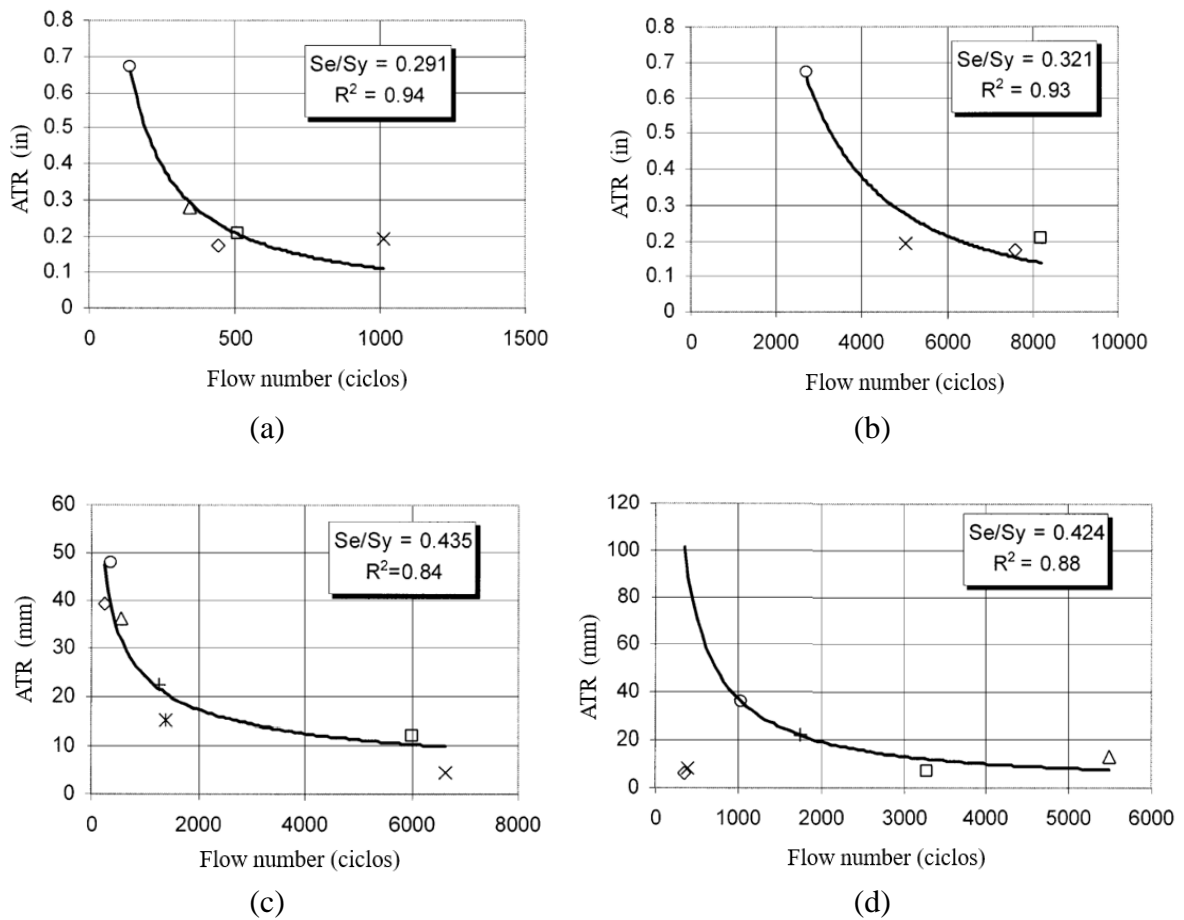 0.8
0.7
0.6
0.5
0.4
0.3
0.2
0.1
0
ATR (in)
Se/Sy = 0.291
R² = 0.94
0 500 1000 1500
Flow number (ciclos)
(a)
0.8
0.7
0.6
0.5
0.4
0.3
0.2
0.1
0
ATR (in)
Se/Sy = 0.321
R² = 0.93
0 2000 4000 6000 8000 10000
Flow number (ciclos)
(b)
60
50
40
30
20
10
0
ATR (mm)
Se/Sy = 0.435
R²=0.84
0 2000 4000 6000 8000
Flow number (ciclos)
(c)
120
100
80
60
40
20
0
ATR (mm)
Se/Sy = 0.424
R² = 0.88
0 1000 2000 3000 4000 5000 6000
Flow number (ciclos)
(d)